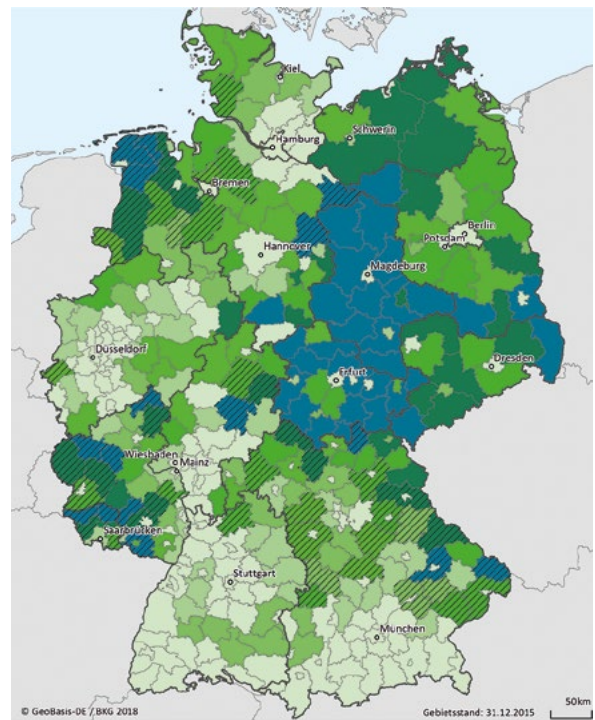 Kiel
Schwerin
Hamburg
Bremen
Berlin
Potsdam
Hannover
Magdeburg
Düsseldorf
Erfurt
Dresden
Wiesbaden
Mainz
Saarbrücken
Stuttgart
München
© GeoBasis-DE / BKG 2018
Gebietsstand: 31.12.2015
50km